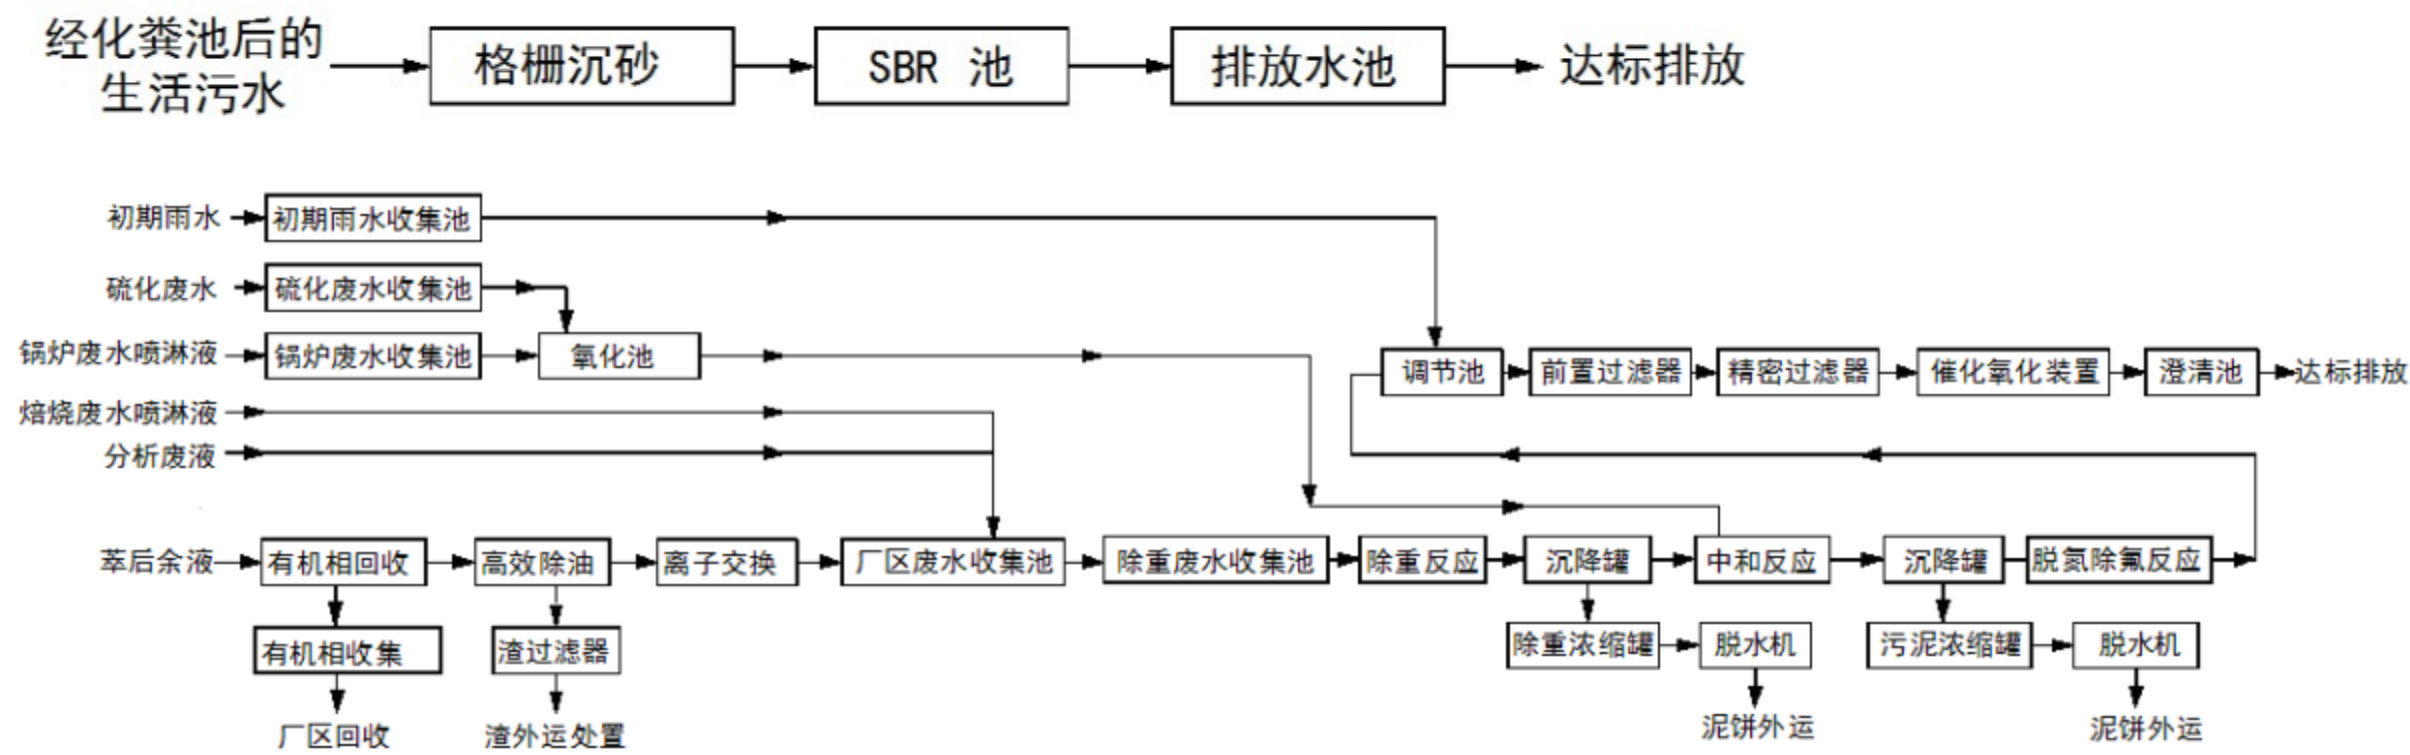 经化粪池后的
生活污水
格栅沉砂
SBR 池
排放水池
达标排放
初期雨水
初期雨水收集池
硫化废水
硫化废水收集池
锅炉废水喷淋液
锅炉废水收集池
氧化池
调节池
前置过滤器
精密过滤器
催化氧化装置
澄清池
达标排放
焙烧废水喷淋液
分析废液
萃后余液
有机相回收
高效除油
离子交换
厂区废水收集池
除重废水收集池
除重反应
沉降罐
中和反应
沉降罐
脱氮除氟反应
有机相收集
渣过滤器
除重浓缩罐
脱水机
污泥浓缩罐
脱水机
厂区回收
渣外运处置
泥饼外运
泥饼外运